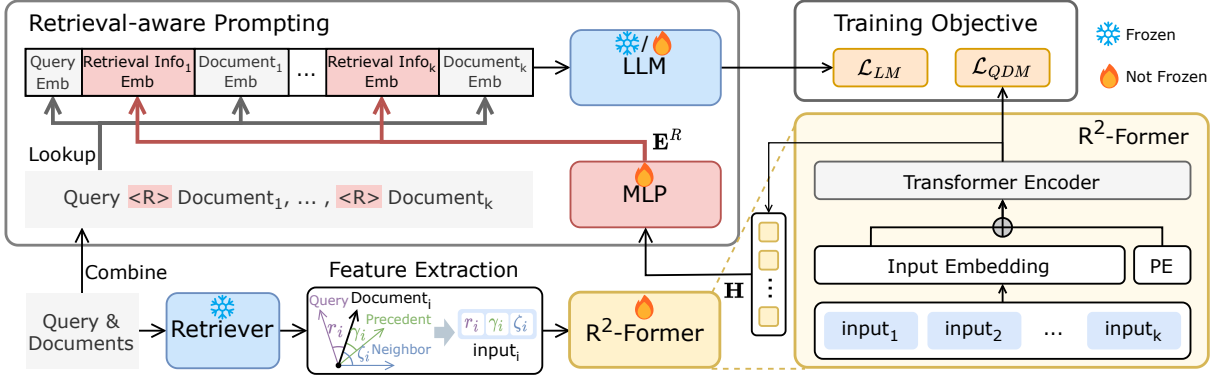 Retrieval-aware Prompting
Query Emb
Retrieval Info₁ Emb
Document₁ Emb
...
Retrieval Infoₖ Emb
Documentₖ Emb
/
LLM
Lookup
Query <R> Document₁, ... , <R> Documentₖ
𝐄ᴿ
MLP
Combine
Query & Documents
Retriever
Feature Extraction
Query
Documentᵢ
Precedent
Neighbor
rᵢ
γᵢ
ζᵢ
rᵢ γᵢ ζᵢ
inputᵢ
R²-Former
𝐇
Training Objective
ℒ_LM
ℒ_QDM
Frozen
Not Frozen
R²-Former
Transformer Encoder
Input Embedding
PE
input₁ input₂ ... inputₖ